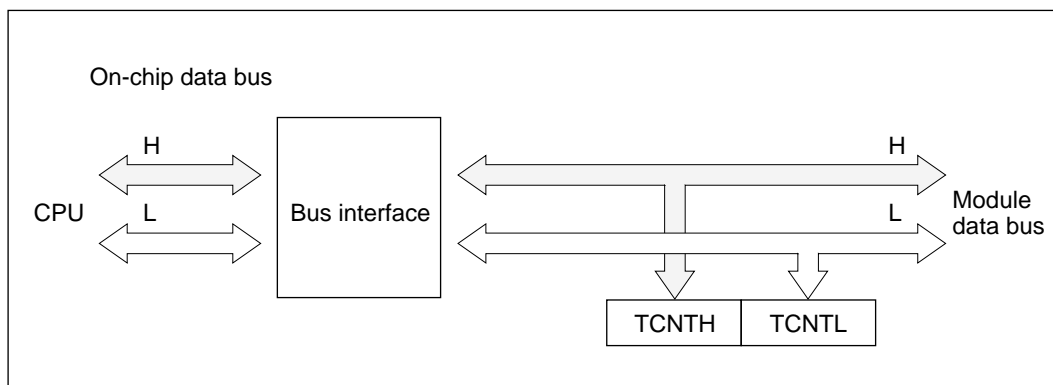 On-chip data bus
H
H
CPU
L
Bus interface
L
Module
data bus
TCNTH
TCNTL